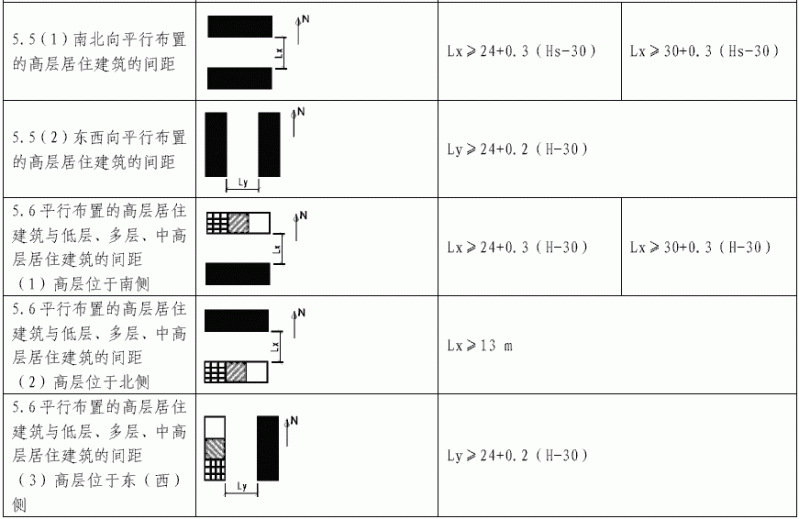 5.5(1)南北向平行布置
的高层居住建筑的间距
N
Lx
Lx≥24+0.3(Hs-30)
Lx≥30+0.3(Hs-30)
5.5(2)东西向平行布置
的高层居住建筑的间距
N
Ly
Ly≥24+0.2(H-30)
5.6平行布置的高层居住
建筑与低层、多层、中高
层居住建筑的间距
(1)高层位于南侧
N
Lx
Lx≥24+0.3(H-30)
Lx≥30+0.3(H-30)
5.6平行布置的高层居住
建筑与低层、多层、中高
层居住建筑的间距
(2)高层位于北侧
N
Lx
Lx≥13 m
5.6平行布置的高层居住
建筑与低层、多层、中高
层居住建筑的间距
(3)高层位于东(西)
侧
N
Ly
Ly≥24+0.2(H-30)